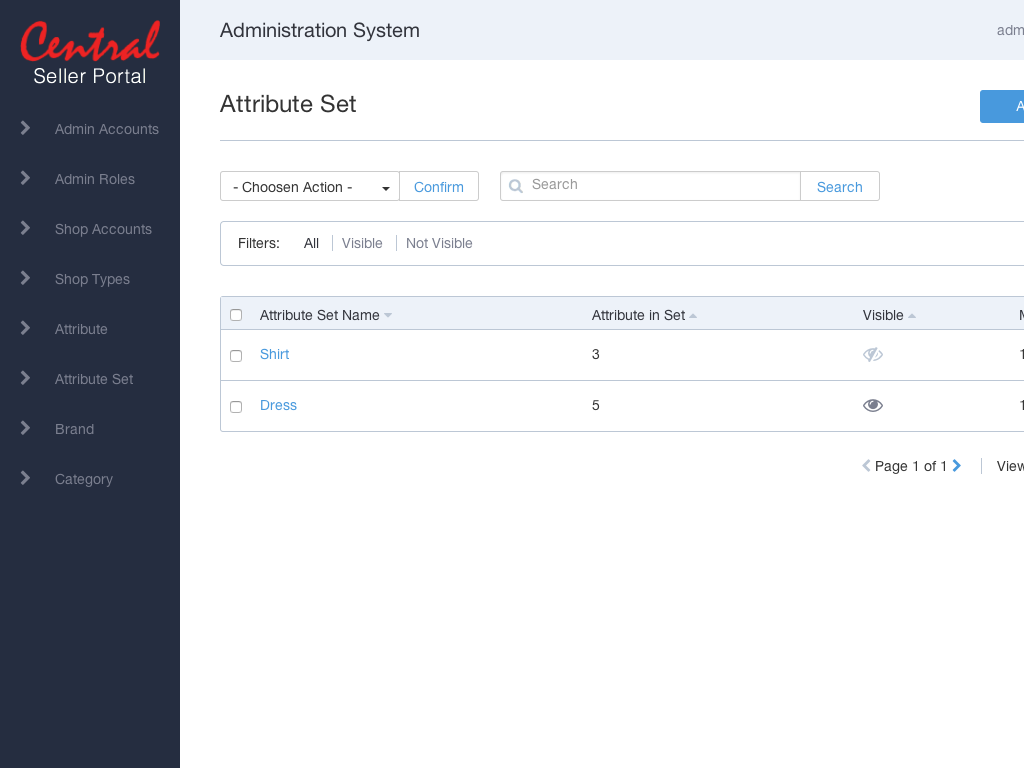 Central
Seller Portal
Admin Accounts
Admin Roles
Shop Accounts
Shop Types
Attribute
Attribute Set
Brand
Category
Administration System
adm
Attribute Set
A
- Choosen Action -
Confirm
Search
Search
Filters: All Visible Not Visible
Attribute Set Name Attribute in Set Visible M
Shirt 3 1
Dress 5 1
Page 1 of 1 View